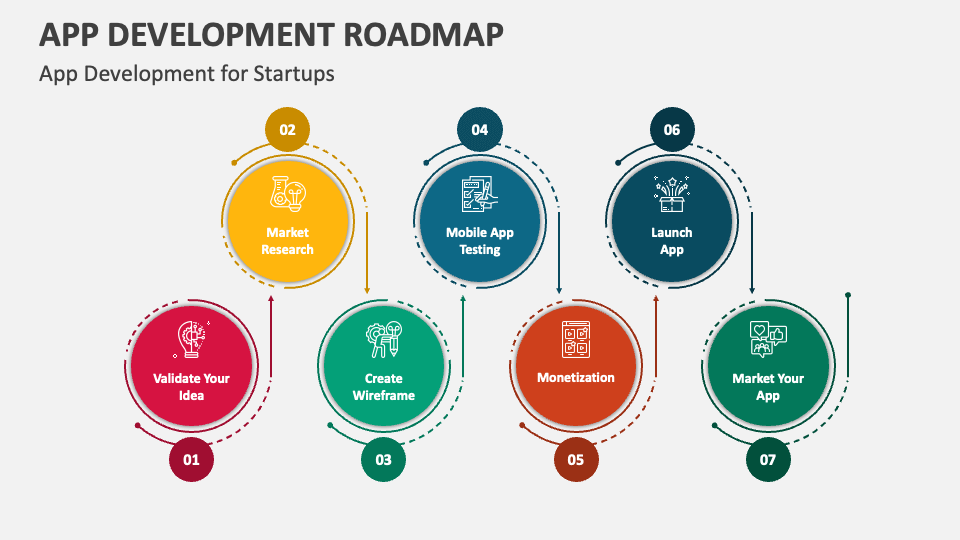 APP DEVELOPMENT ROADMAP
App Development for Startups
01
Validate Your
Idea
02
Market
Research
03
Create
Wireframe
04
Mobile App
Testing
05
Monetization
06
Launch
App
07
Market Your
App